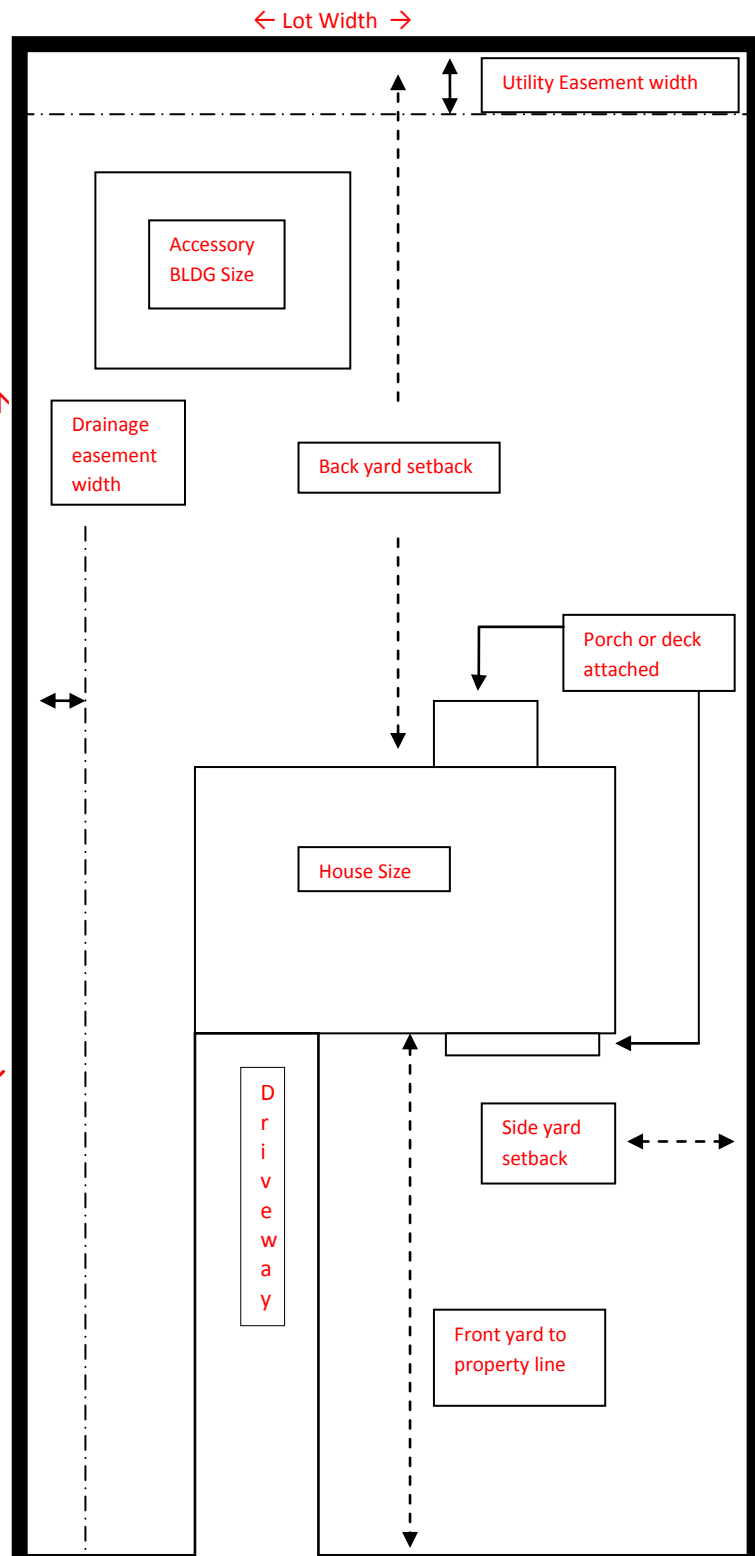 ← Lot Width →
Utility Easement width
Accessory
BLDG Size
Drainage
easement
width
Back yard setback
Porch or deck
attached
House Size
D
r
i
v
e
w
a
y
Side yard
setback
Front yard to
property line